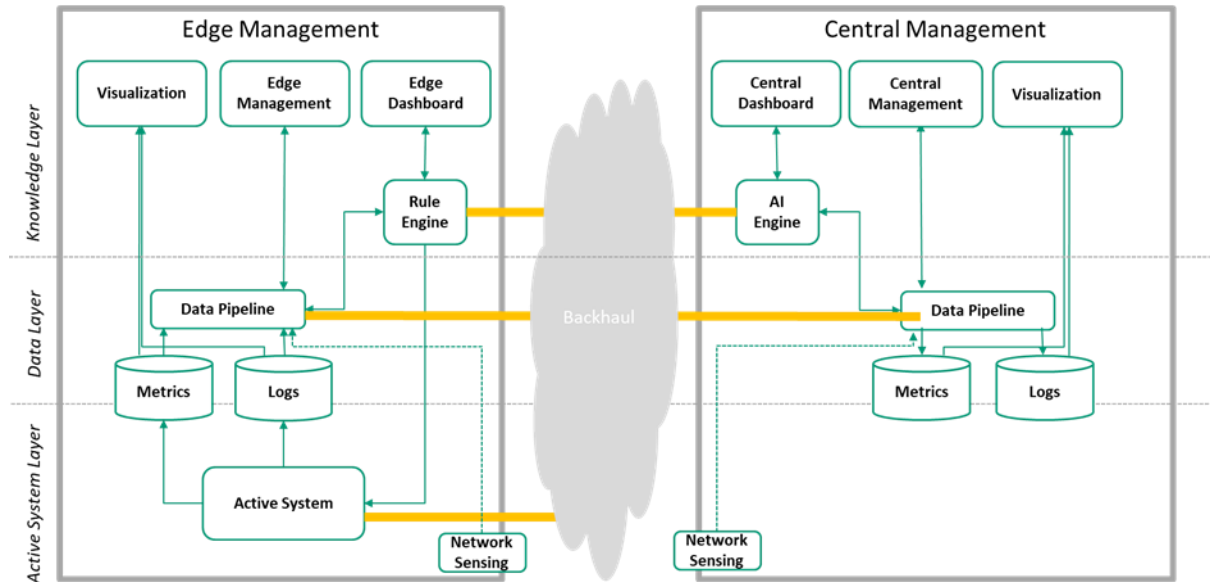 Edge Management
Central Management
Visualization
Edge
Management
Edge
Dashboard
Central
Dashboard
Central
Management
Visualization
Knowledge Layer
Rule
Engine
AI
Engine
Data Layer
Data Pipeline
Backhaul
Data Pipeline
Metrics
Logs
Metrics
Logs
Active System Layer
Active System
Network
Sensing
Network
Sensing